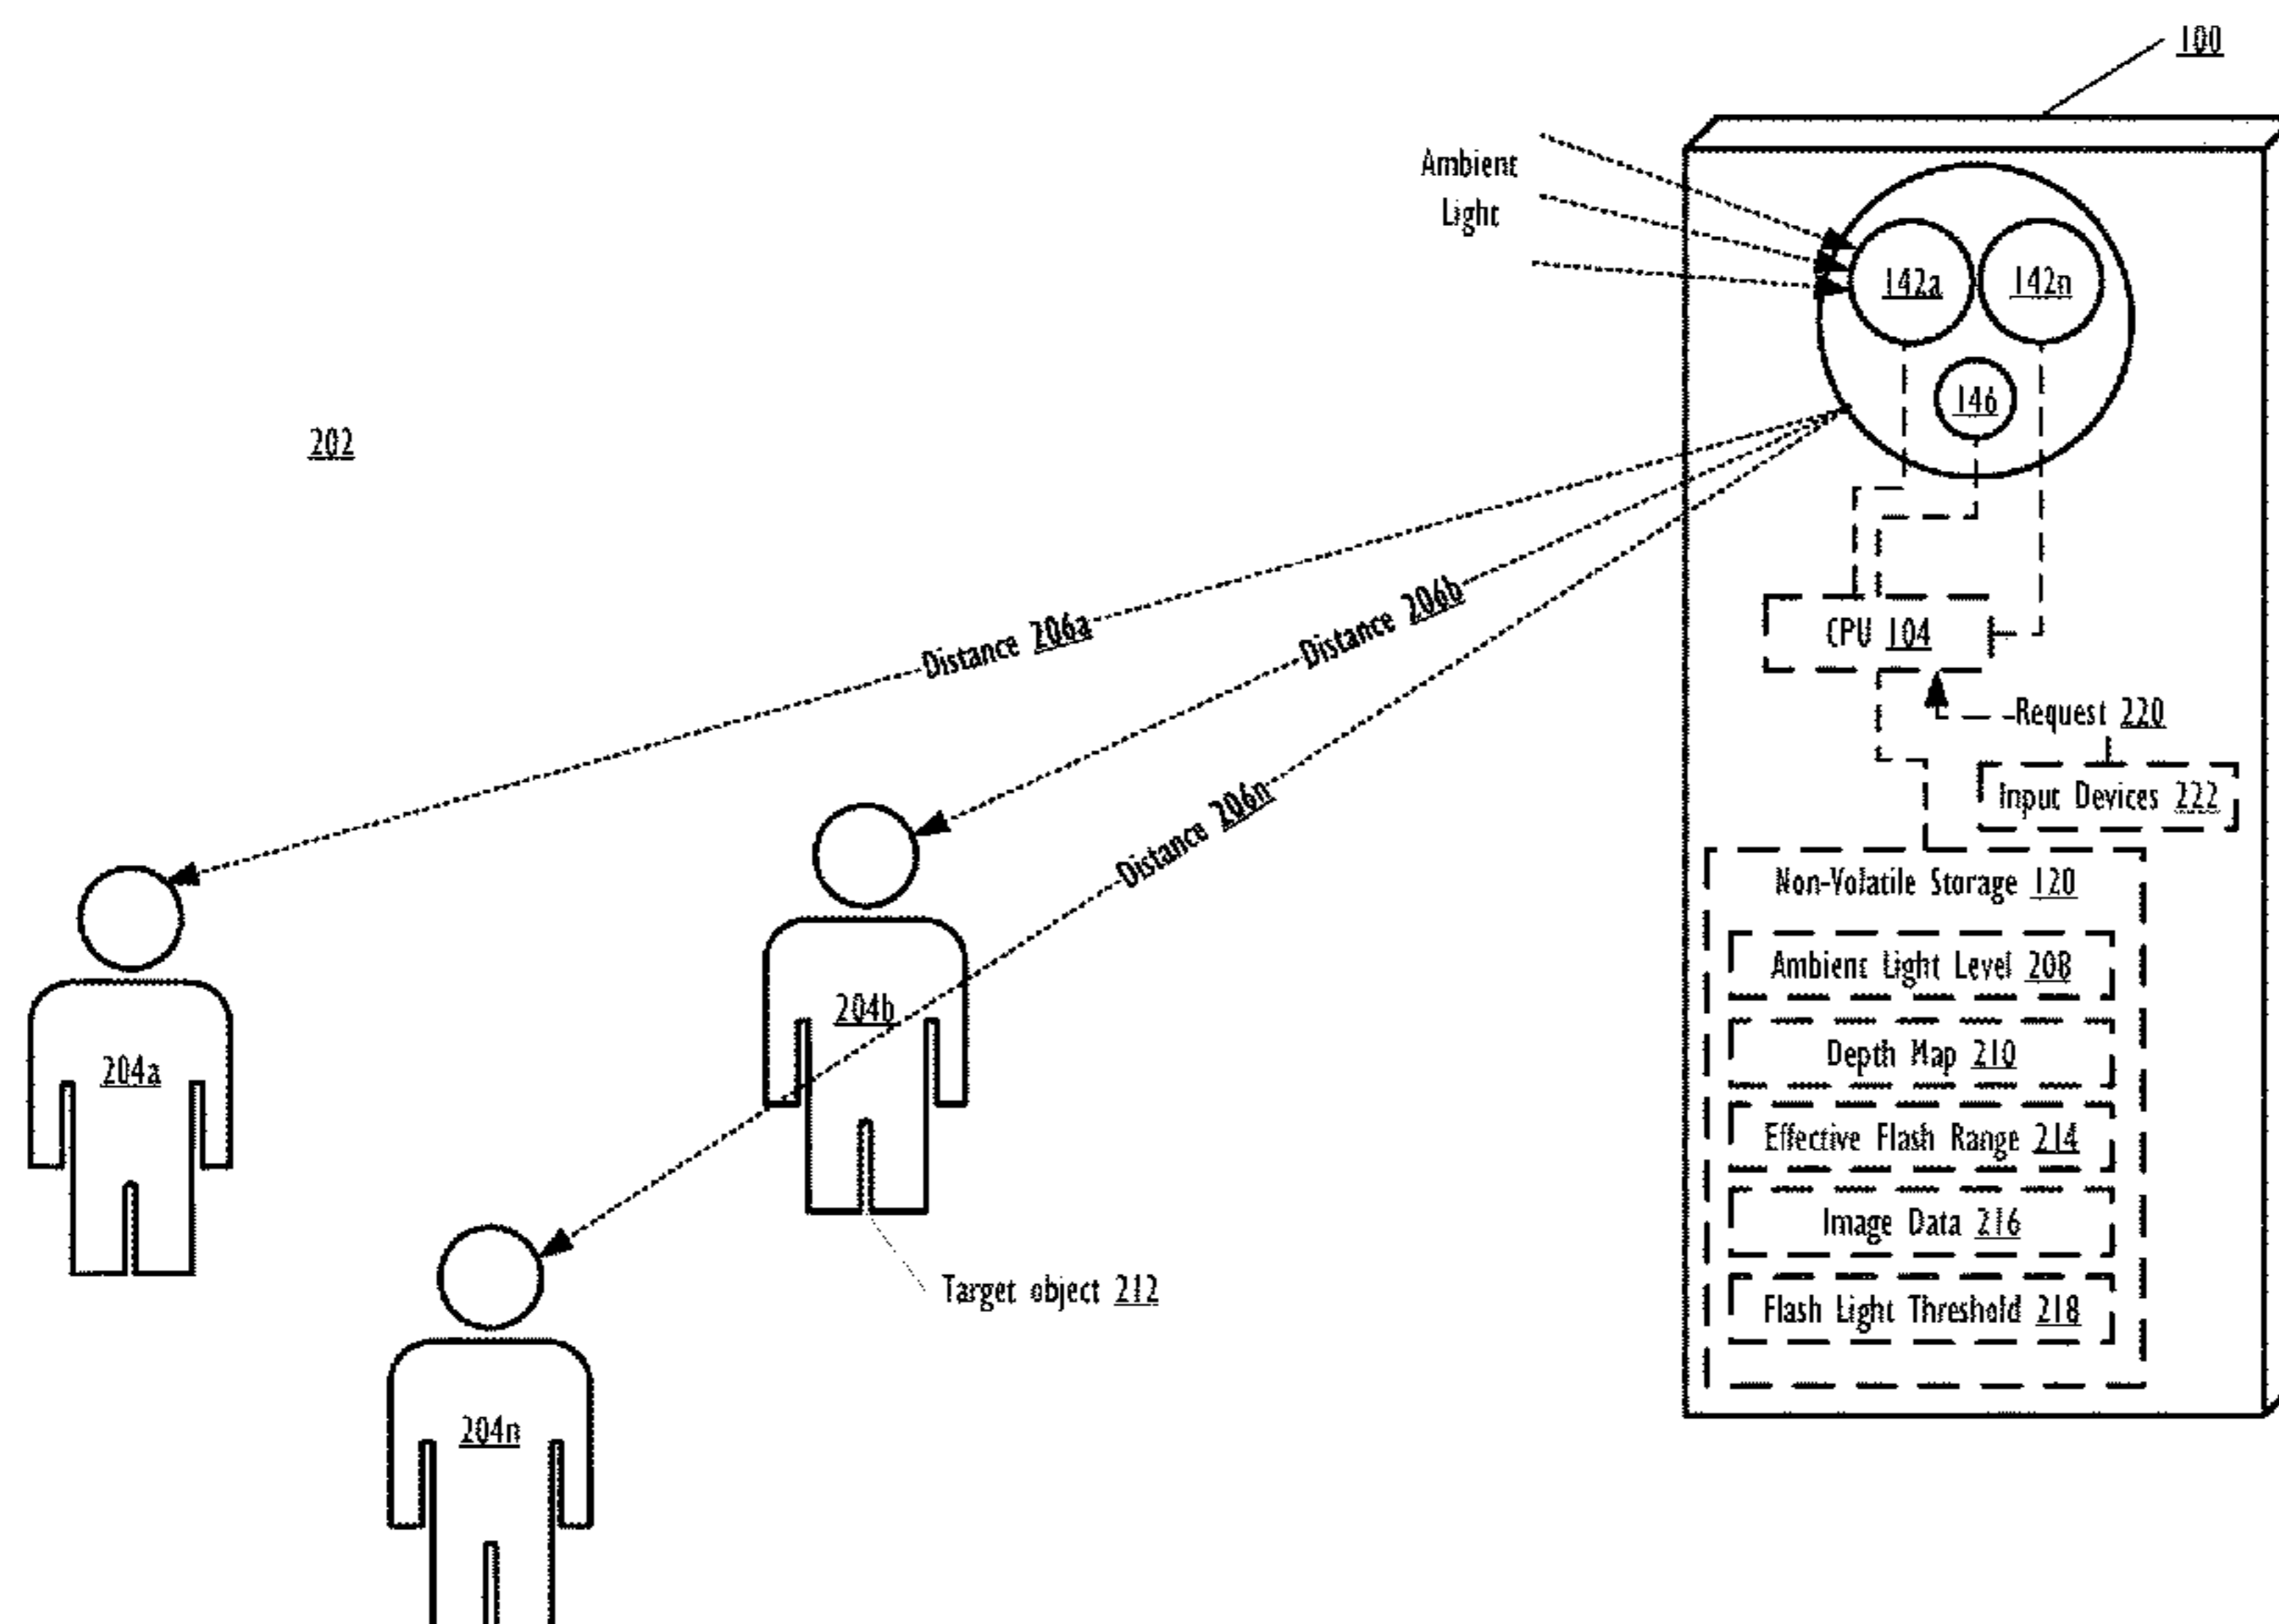 100
Ambient
Light
142a
142n
146
202
Distance 206a
Distance 206b
Distance 206n
CPU 104
Request 220
Input Devices 222
Non-Volatile Storage 120
Ambient Light Level 208
Depth Map 210
Effective Flash Range 214
Image Data 216
Flash Light Threshold 218
204a
204b
Target object 212
204n